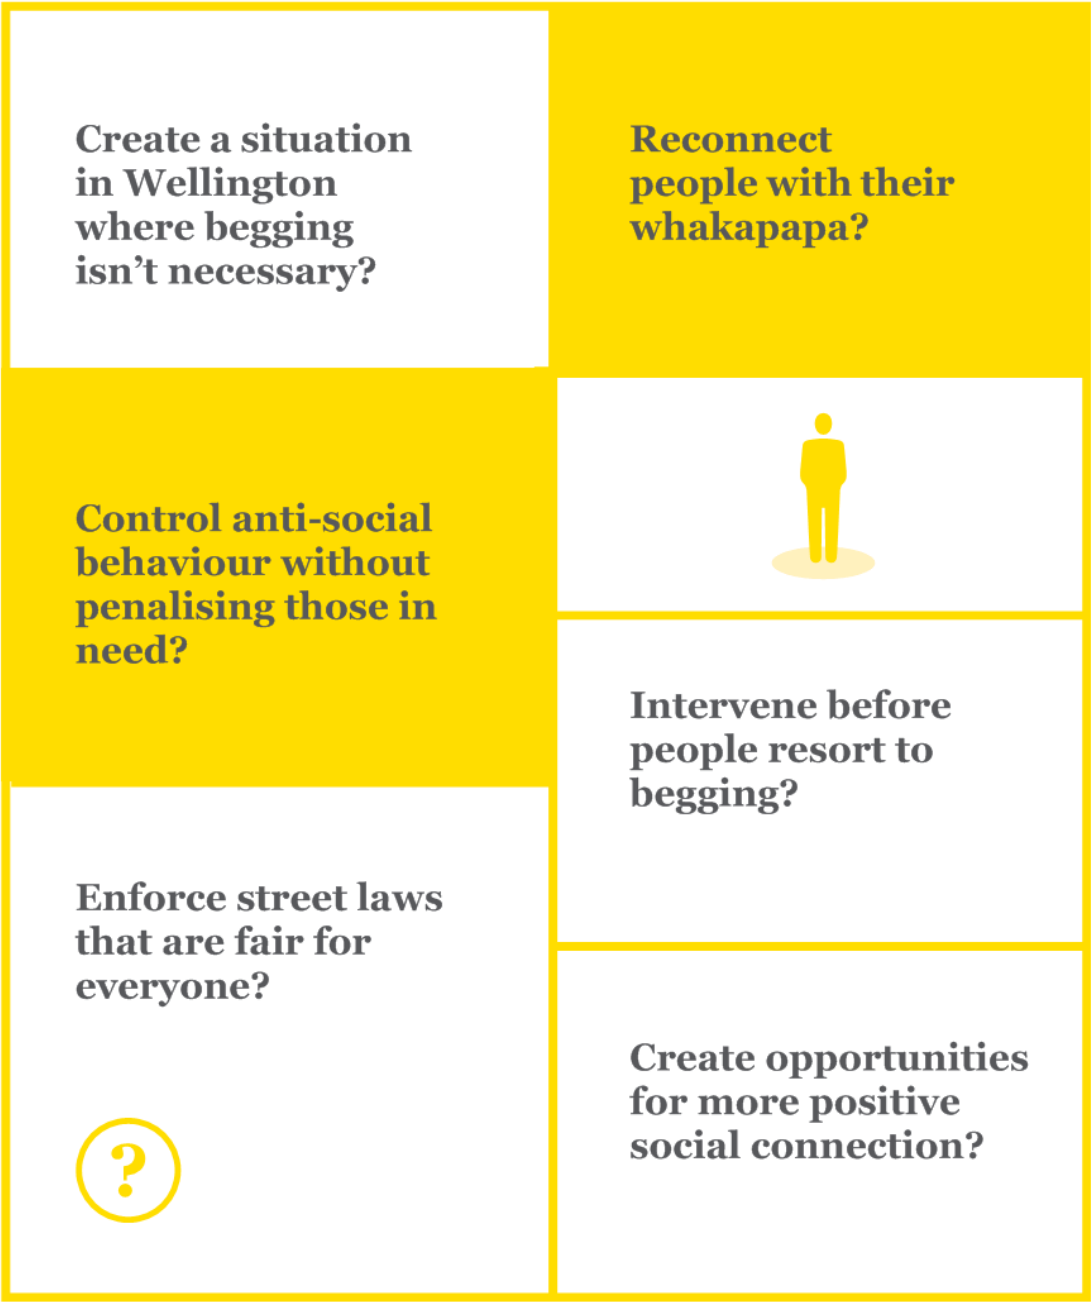 Create a situation
in Wellington
where begging
isn’t necessary?
Reconnect
people with their
whakapapa?
Control anti-social
behaviour without
penalising those in
need?
Intervene before
people resort to
begging?
Enforce street laws
that are fair for
everyone?
?
Create opportunities
for more positive
social connection?